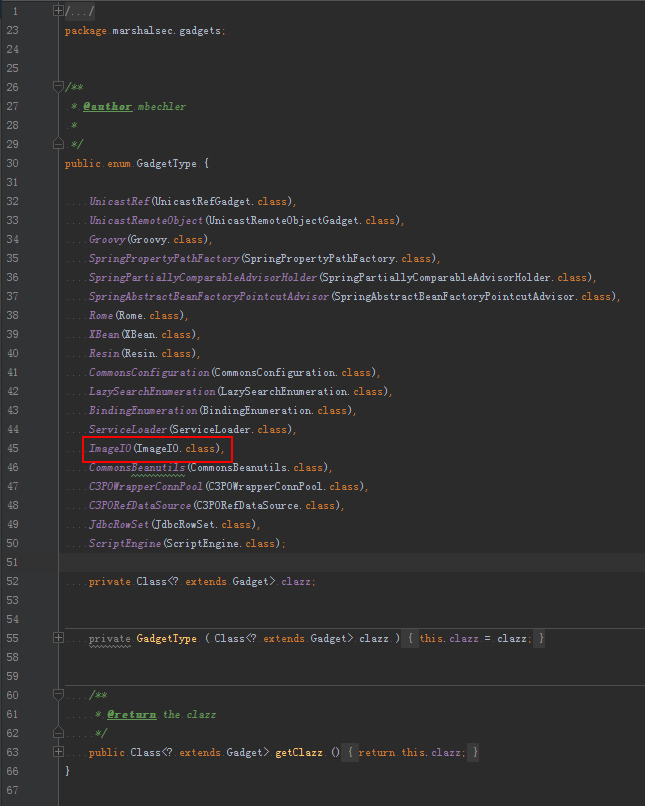 1 /.../
23 package marshalsec.gadgets;
24
25
26 /**
27  * @author mbechler
28  *
29  */
30 public enum GadgetType {
31
32     UnicastRef(UnicastRefGadget.class),
33     UnicastRemoteObject(UnicastRemoteObjectGadget.class),
34     Groovy(Groovy.class),
35     SpringPropertyPathFactory(SpringPropertyPathFactory.class),
36     SpringPartiallyComparableAdvisorHolder(SpringPartiallyComparableAdvisorHolder.class),
37     SpringAbstractBeanFactoryPointcutAdvisor(SpringAbstractBeanFactoryPointcutAdvisor.class),
38     Rome(Rome.class),
39     XBean(XBean.class),
40     Resin(Resin.class),
41     CommonsConfiguration(CommonsConfiguration.class),
42     LazySearchEnumeration(LazySearchEnumeration.class),
43     BindingEnumeration(BindingEnumeration.class),
44     ServiceLoader(ServiceLoader.class),
45     ImageIO(ImageIO.class),
46     CommonsBeanutils(CommonsBeanutils.class),
47     C3P0WrapperConnPool(C3P0WrapperConnPool.class),
48     C3P0RefDataSource(C3P0RefDataSource.class),
49     JdbcRowSet(JdbcRowSet.class),
50     ScriptEngine(ScriptEngine.class);
51
52     private Class<? extends Gadget> clazz;
53
54
55     private GadgetType ( Class<? extends Gadget> clazz ) { this.clazz = clazz; }
58
59
60     /**
61      * @return the clazz
62      */
63     public Class<? extends Gadget> getClazz () { return this.clazz; }
66 }
67